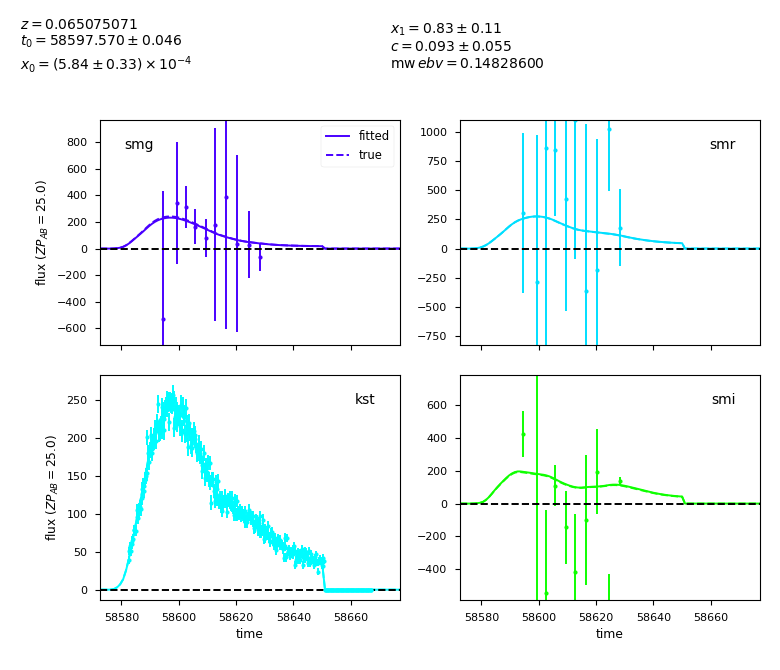 z = 0.065075071
t₀ = 58597.570 ± 0.046
x₀ = (5.84 ± 0.33) × 10⁻⁴
x₁ = 0.83 ± 0.11
c = 0.093 ± 0.055
mw ebv = 0.14828600
smg
fitted
true
800
600
400
200
0
−200
−400
−600
flux (ZP_AB = 25.0)
smr
1000
750
500
250
0
−250
−500
−750
kst
250
200
150
100
50
0
flux (ZP_AB = 25.0)
58580 58600 58620 58640 58660
time
smi
600
400
200
0
−200
−400
58580 58600 58620 58640 58660
time